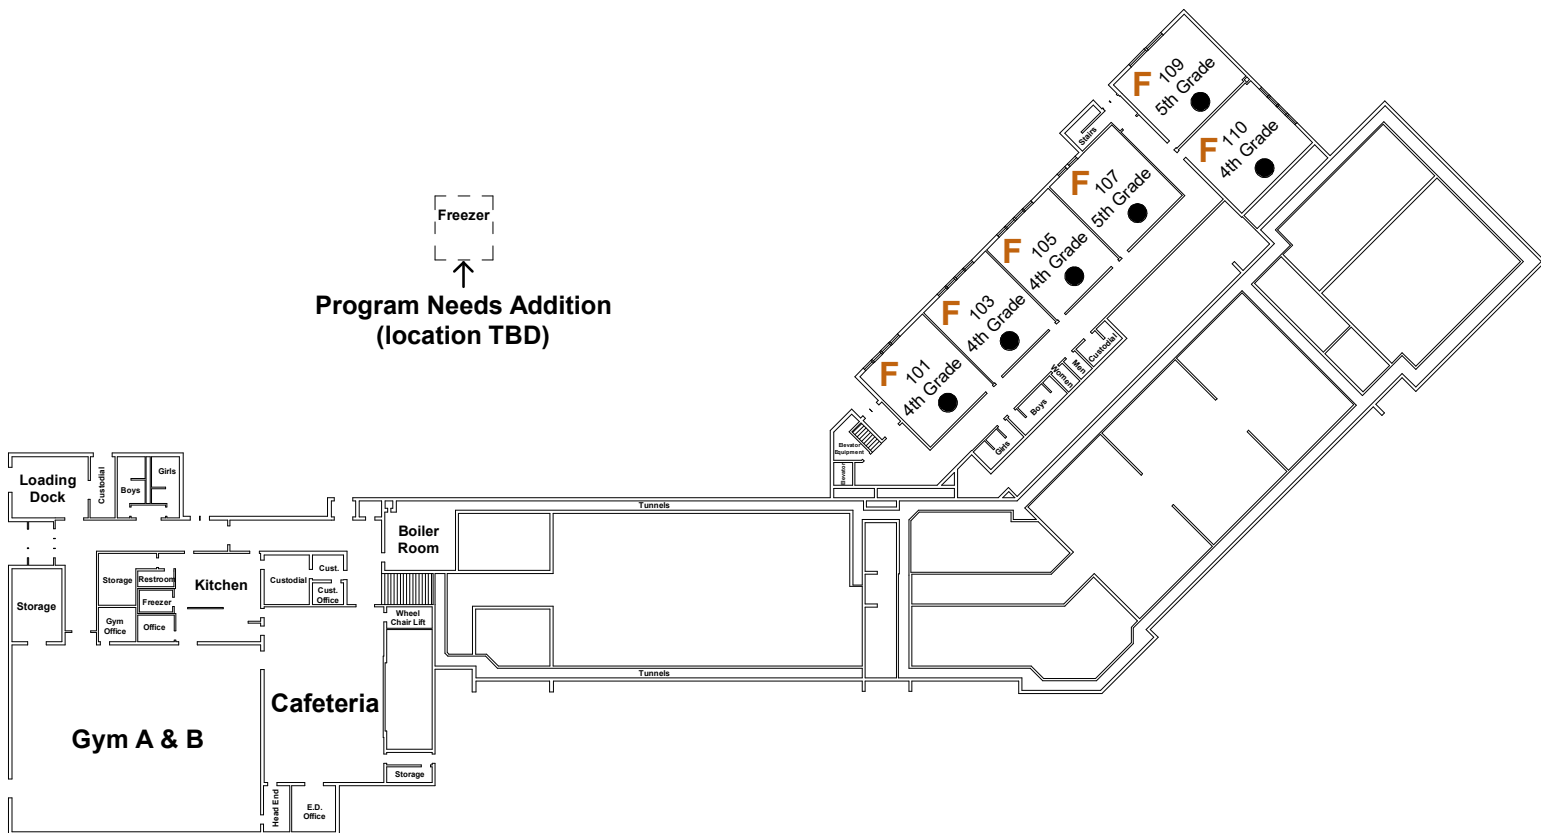 F
109
5th Grade
F
110
4th Grade
Stairs
F
107
5th Grade
F
105
4th Grade
F
103
4th Grade
F
101
4th Grade
Freezer
Program Needs Addition
(location TBD)
Custodial
Men
Women
Boys
Girls
Elevator
Equipment
Elevator
Loading
Dock
Custodial
Boys
Girls
Tunnels
Boiler
Room
Storage
Storage
Restroom
Freezer
Gym
Office
Office
Kitchen
Custodial
Cust.
Cust.
Office
Wheel
Chair Lift
Tunnels
Cafeteria
Gym A & B
Storage
Head End
E.D.
Office